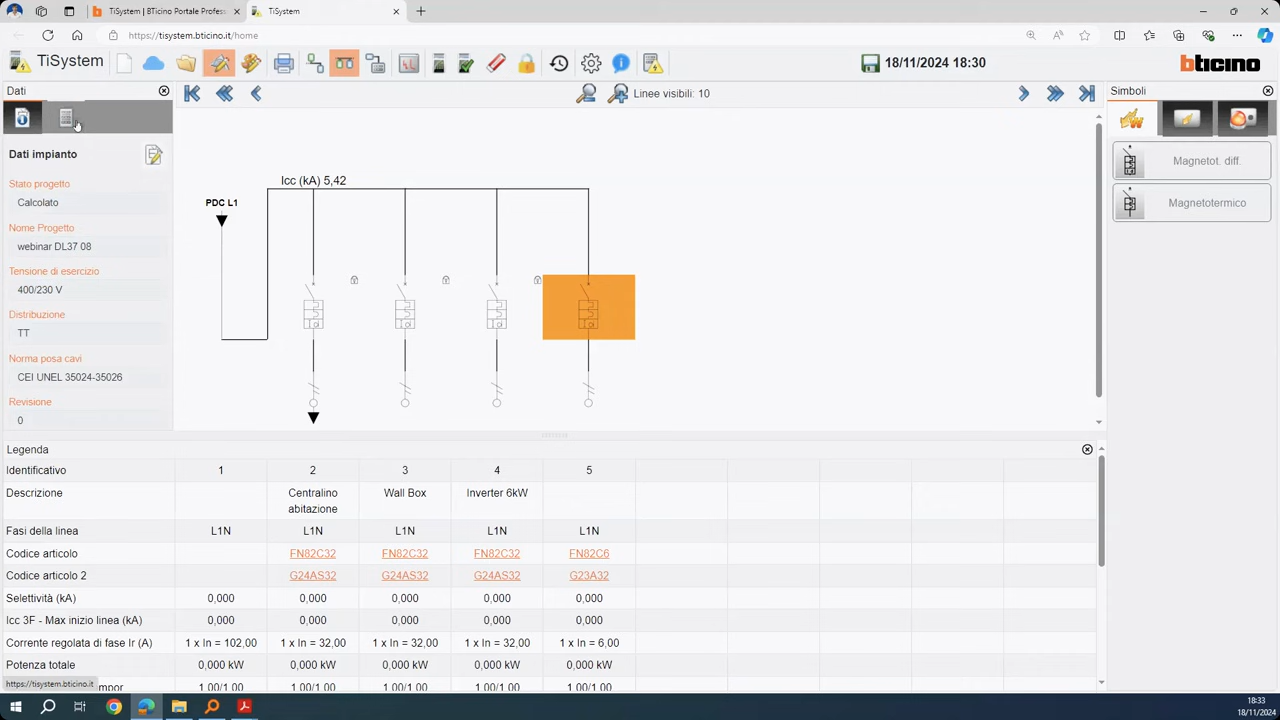 TiSystem | BTicino Portale Profess
TiSystem
https://tisystem.bticino.it/home
TiSystem
18/11/2024 18:30
bticino
Dati
Linee visibili: 10
Simboli
Dati impianto
Stato progetto
Calcolato
Nome Progetto
webinar DL37 08
Tensione di esercizio
400/230 V
Distribuzione
TT
Norma posa cavi
CEI UNEL 35024-35026
Revisione
0
Icc (kA) 5,42
PDC L1
Magnetot. diff.
Magnetotermico
Legenda
Identificativo 1 2 3 4 5
Descrizione Centralino abitazione Wall Box Inverter 6kW
Fasi della linea L1N L1N L1N L1N L1N
Codice articolo FN82C32 FN82C32 FN82C32 FN82C6
Codice articolo 2 G24AS32 G24AS32 G24AS32 G23A32
Selettività (kA) 0,000 0,000 0,000 0,000 0,000
Icc 3F - Max inizio linea (kA) 0,000 0,000 0,000 0,000 0,000
Corrente regolata di fase Ir (A) 1 x In = 102,00 1 x In = 32,00 1 x In = 32,00 1 x In = 32,00 1 x In = 6,00
Potenza totale 0,000 kW 0,000 kW 0,000 kW 0,000 kW 0,000 kW
1.00/1.00 1.00/1.00 1.00/1.00 1.00/1.00 1.00/1.00
https://tisystem.bticino.it
18:33
18/11/2024